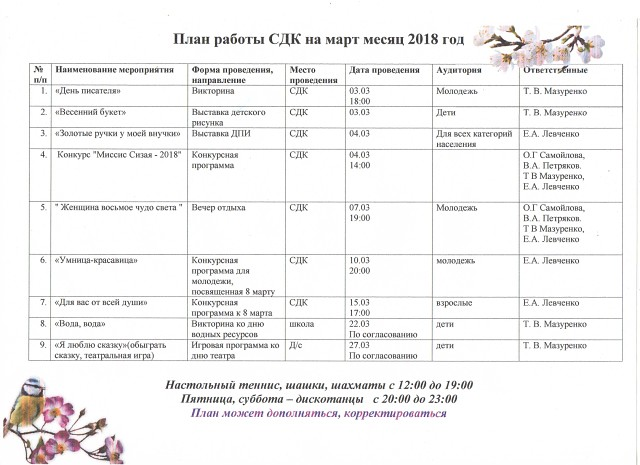 План работы СДК на март месяц 2018 год
№ п/п Наименование мероприятия Форма проведения, направление Место проведения Дата проведения Аудитория Ответственные
1. «День писателя» Викторина СДК 03.03 18:00 Молодежь Т. В. Мазуренко
2. «Весенний букет» Выставка детского рисунка СДК 03.03 Дети Т. В. Мазуренко
3. «Золотые ручки у моей внучки» Выставка ДПИ СДК 04.03 Для всех категорий населения Е.А. Левченко
4. Конкурс "Миссис Сизая - 2018" Конкурсная программа СДК 04.03 14:00 О.Г Самойлова, В.А. Петряков. Т В Мазуренко, Е.А. Левченко
5. " Женщина восьмое чудо света " Вечер отдыха СДК 07.03 19:00 Молодежь О.Г Самойлова, В.А. Петряков. Т В Мазуренко, Е.А. Левченко
6. «Умница-красавица» Конкурсная программа для молодежи, посвященная 8 марту СДК 10.03 20:00 молодежь Е.А. Левченко
7. «Для вас от всей души» Конкурсная программа к 8 марта СДК 15.03 17:00 взрослые Е.А. Левченко
8. «Вода, вода» Викторина ко дню водных ресурсов школа 22.03 По согласованию дети Т. В. Мазуренко
9. «Я люблю сказку»(обыграть сказку, театральная игра) Игровая программа ко дню театра Д/с 27.03 По согласованию дети Т. В. Мазуренко
Настольный теннис, шашки, шахматы с 12:00 до 19:00
Пятница, суббота – дискотанцы с 20:00 до 23:00
План может дополняться, корректироваться